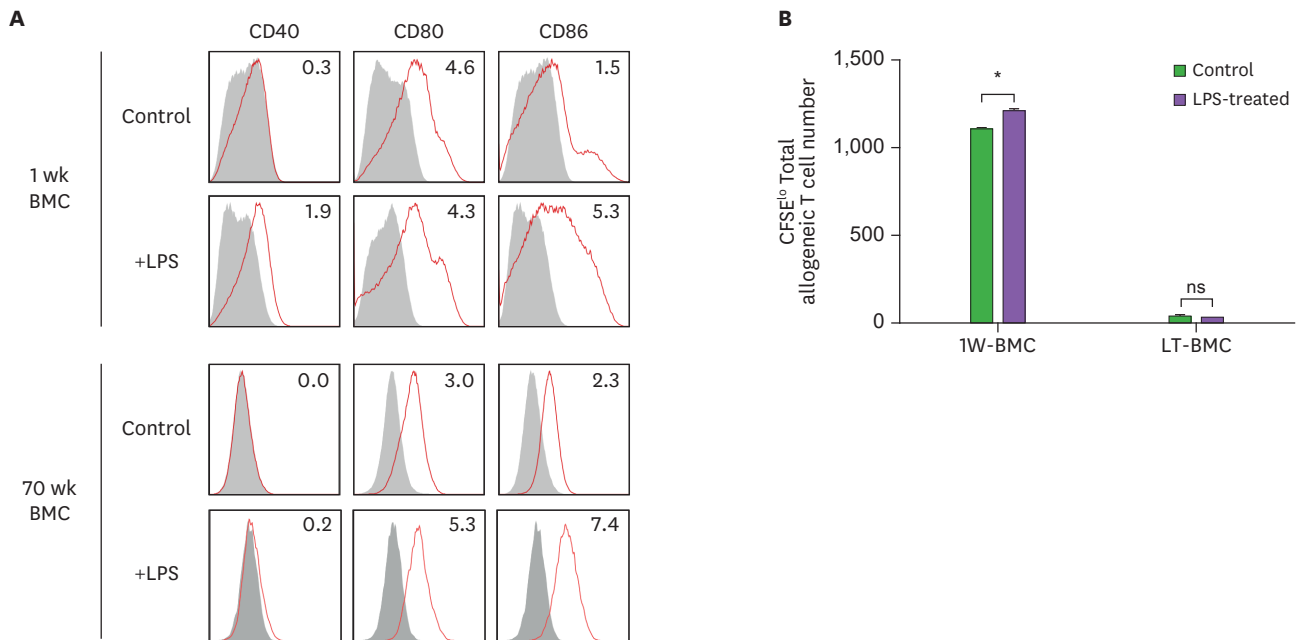 A
CD40 CD80 CD86
1 wk
BMC
Control
0.3 4.6 1.5
+LPS
1.9 4.3 5.3
70 wk
BMC
Control
0.0 3.0 2.3
+LPS
0.2 5.3 7.4
B
CFSE^lo Total
allogeneic T cell number
1,500
1,000
500
0
*
ns
Control
LPS-treated
1W-BMC LT-BMC